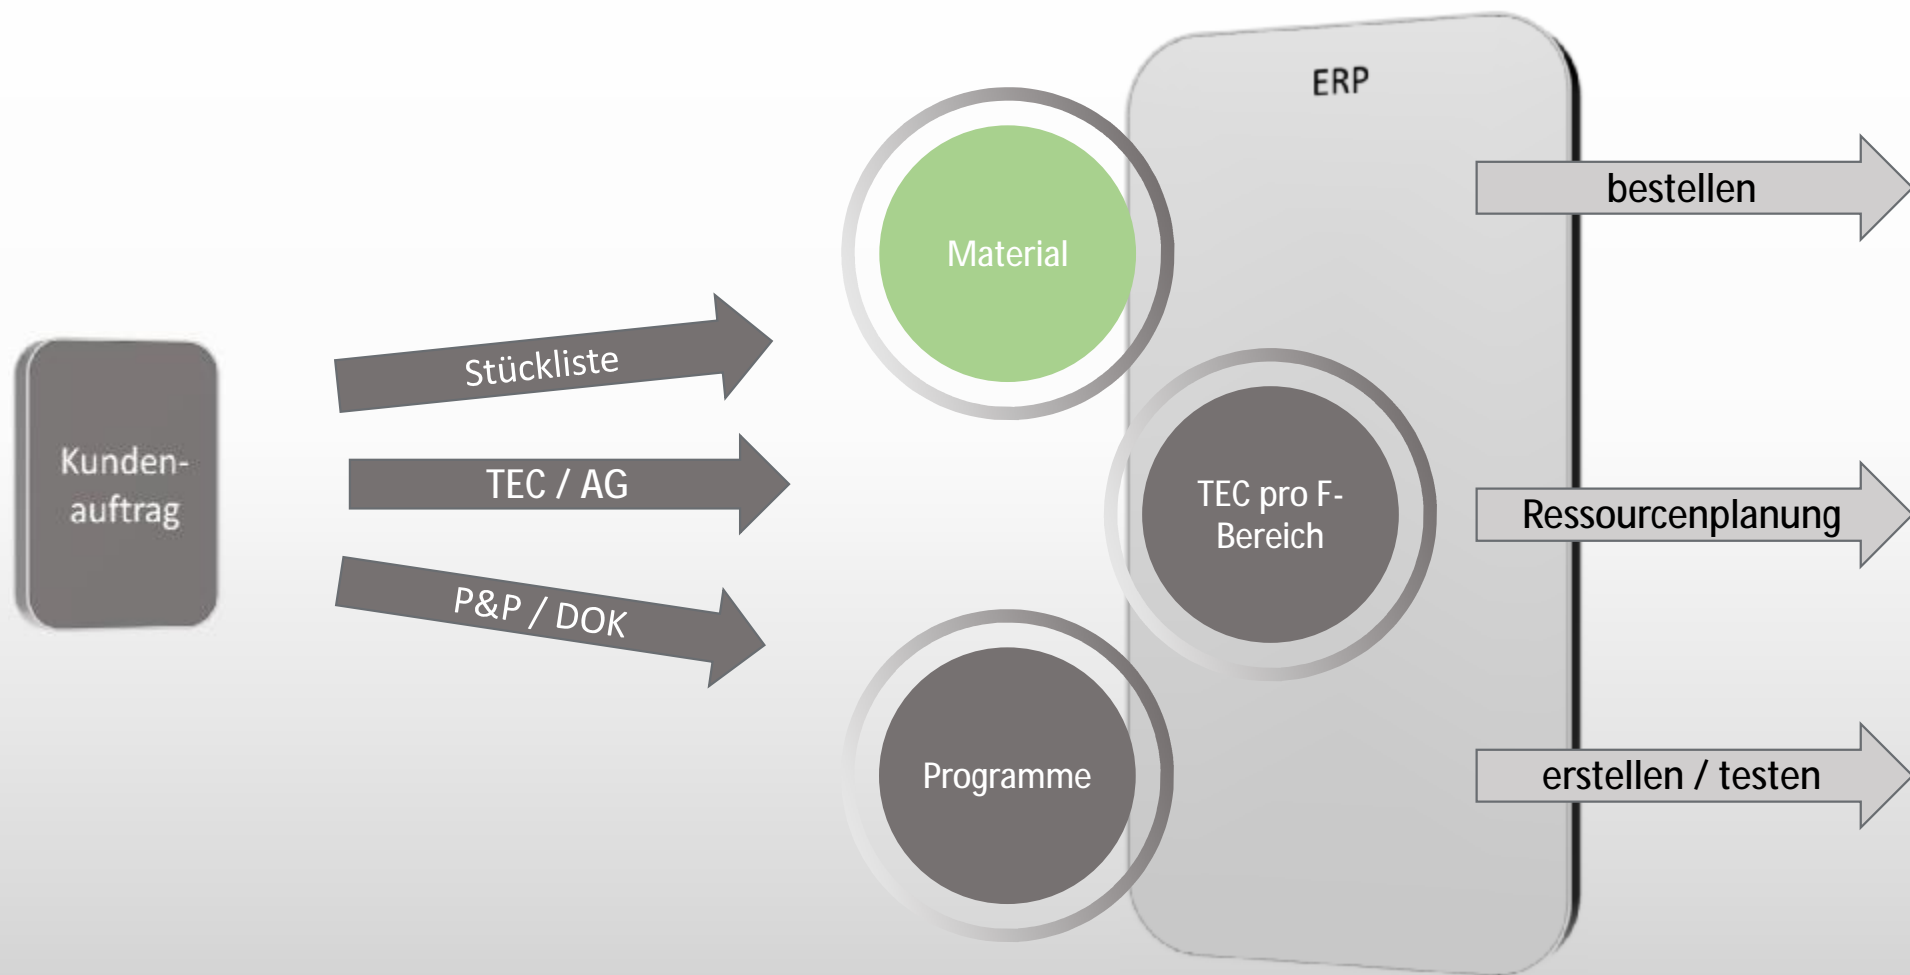 ERP
bestellen
Material
Stückliste
Kunden-
auftrag
TEC / AG
TEC pro F-
Bereich
Ressourcenplanung
P&P / DOK
Programme
erstellen / testen